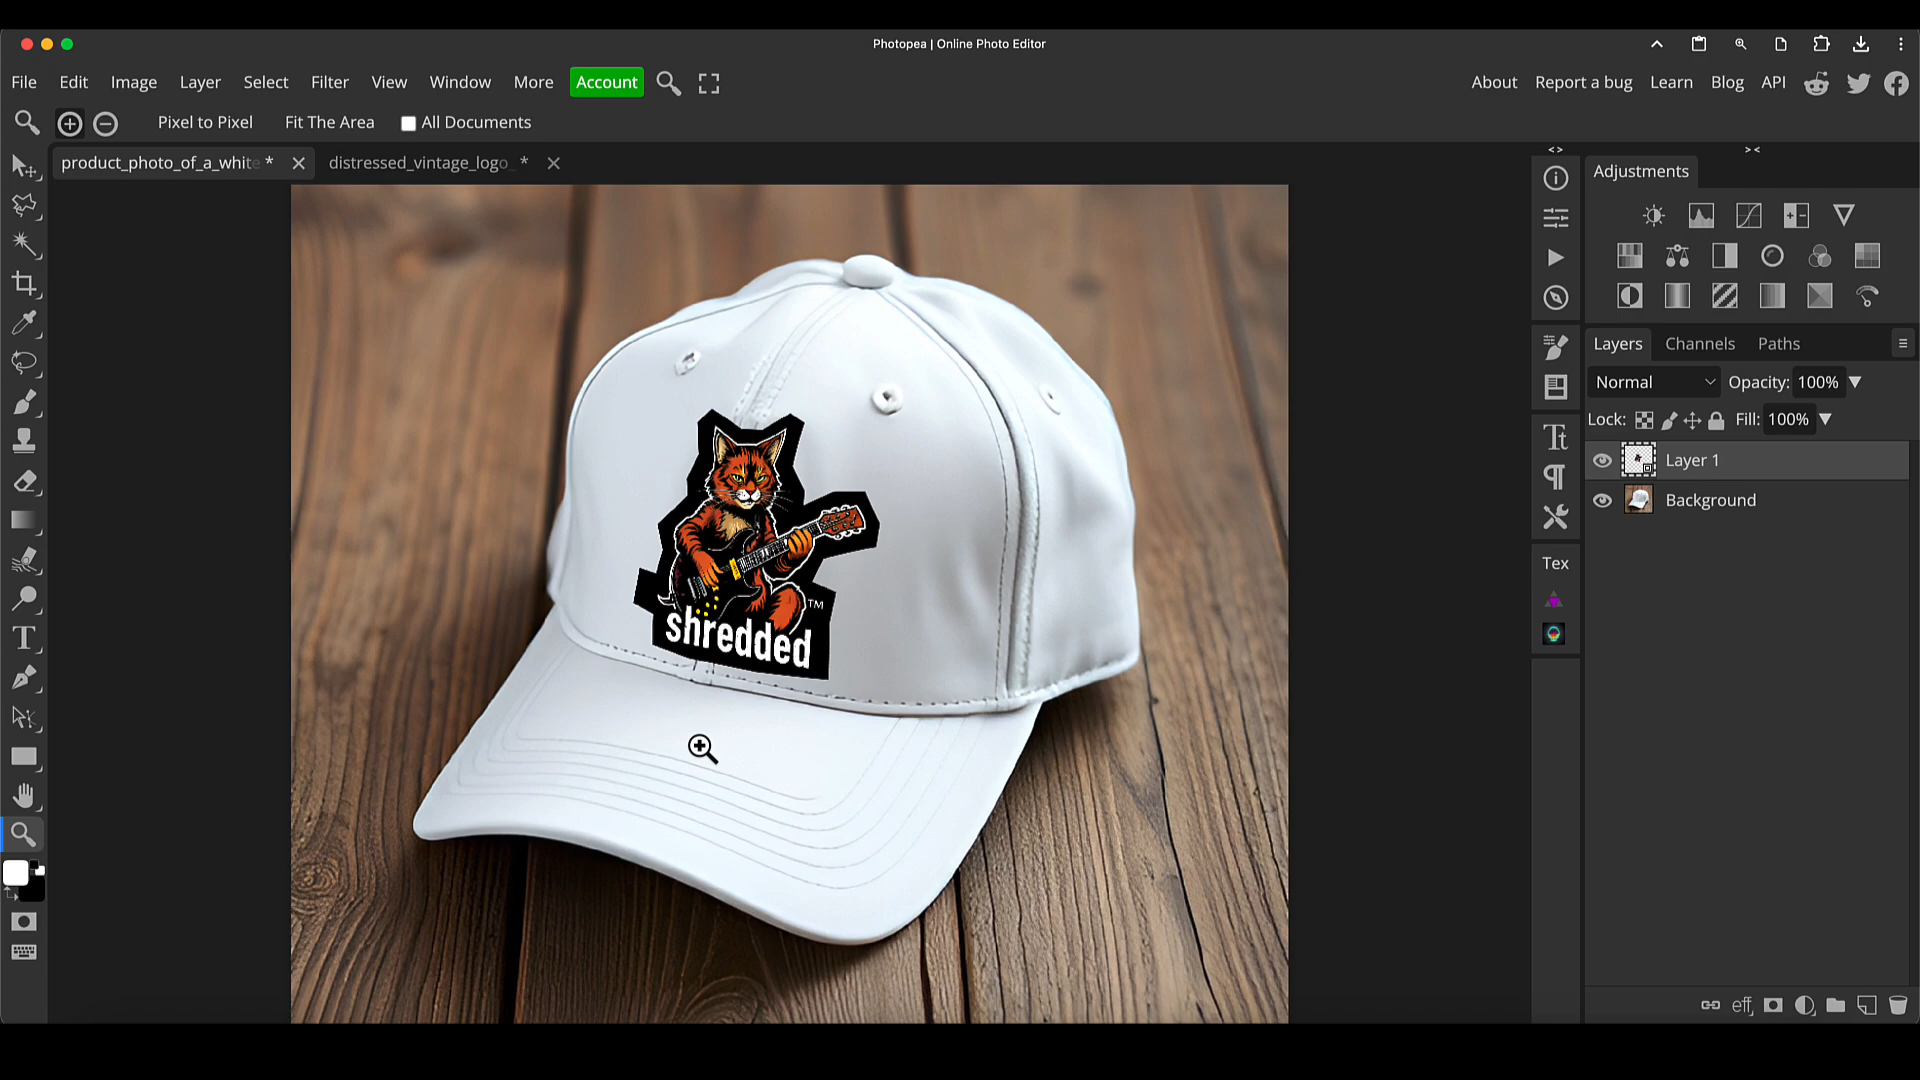 Photopea | Online Photo Editor
File Edit Image Layer Select Filter View Window More Account About Report a bug Learn Blog API
Pixel to Pixel Fit The Area All Documents
product_photo_of_a_white * distressed_vintage_logo_ *
Adjustments
Layers Channels Paths
Normal Opacity: 100%
Lock: Fill: 100%
Layer 1
Background
Tex
eff
TM
shredded